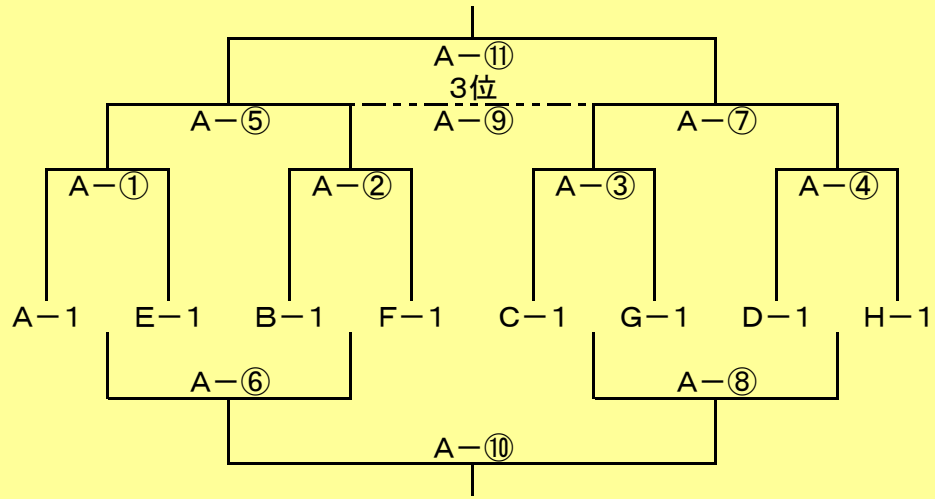 A－⑪
3位
A－⑤ A－⑨ A－⑦
A－① A－② A－③ A－④
A－1 E－1 B－1 F－1 C－1 G－1 D－1 H－1
A－⑥ A－⑧
A－⑩